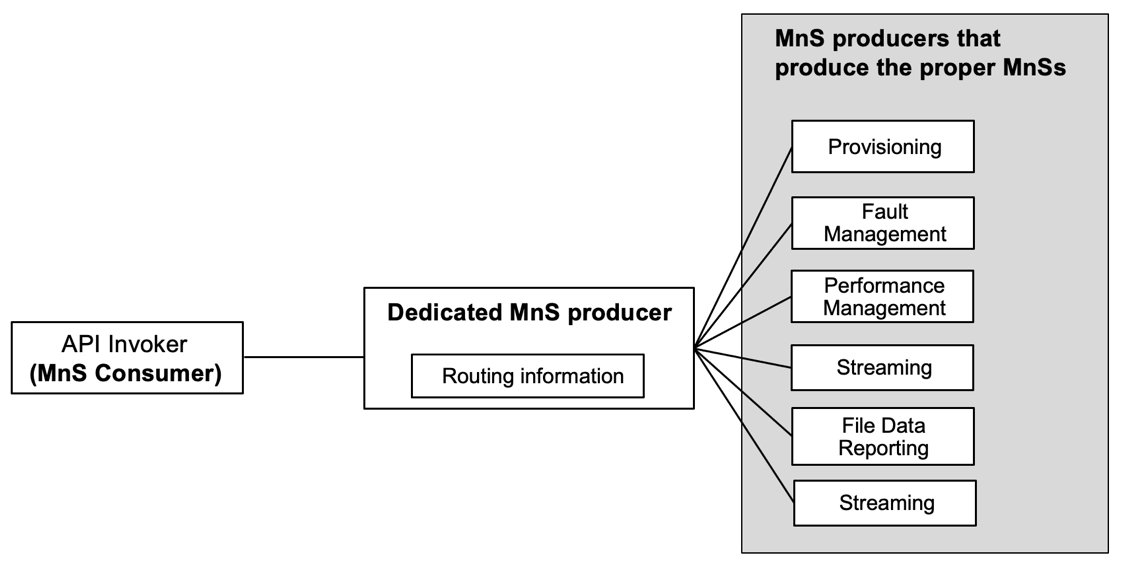 MnS producers that
produce the proper MnSs
Provisioning
Fault
Management
Performance
Management
Streaming
File Data
Reporting
Streaming
Dedicated MnS producer
Routing information
API Invoker
(MnS Consumer)